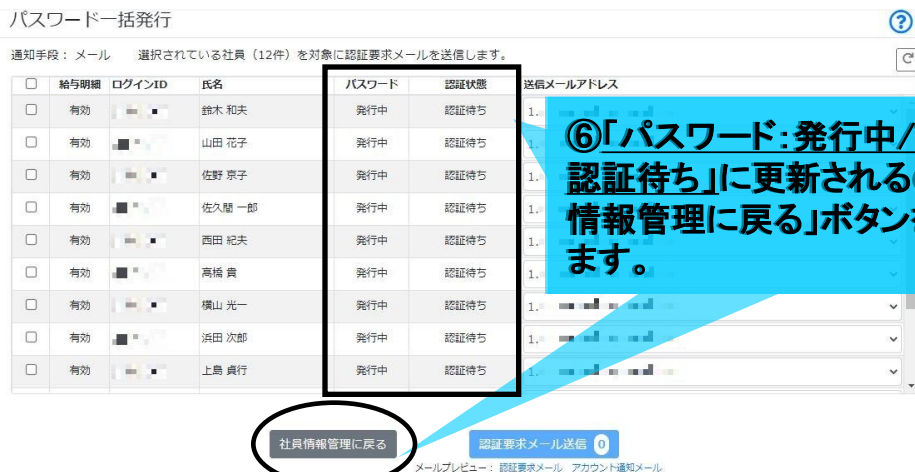 パスワード一括発行
通知手段： メール 選択されている社員（12件）を対象に認証要求メールを送信します。
給与明細 ログインID 氏名 パスワード 認証状態 送信メールアドレス
有効 鈴木 和夫 発行中 認証待ち 1.
有効 山田 花子 発行中 認証待ち
有効 佐野 京子 発行中 認証待ち 1.
有効 佐久間 一郎 発行中 認証待ち 1.
有効 西田 紀夫 発行中 認証待ち 1.
有効 高橋 貴 発行中 認証待ち 1.
有効 横山 光一 発行中 認証待ち 1.
有効 浜田 次郎 発行中 認証待ち 1.
有効 上島 貞行 発行中 認証待ち 1.
⑥「パスワード：発行中/
認証待ち」に更新される
情報管理に戻る」ボタン
ます。
社員情報管理に戻る 認証要求メール送信 0
メールプレビュー： 認証要求メール アカウント通知メール